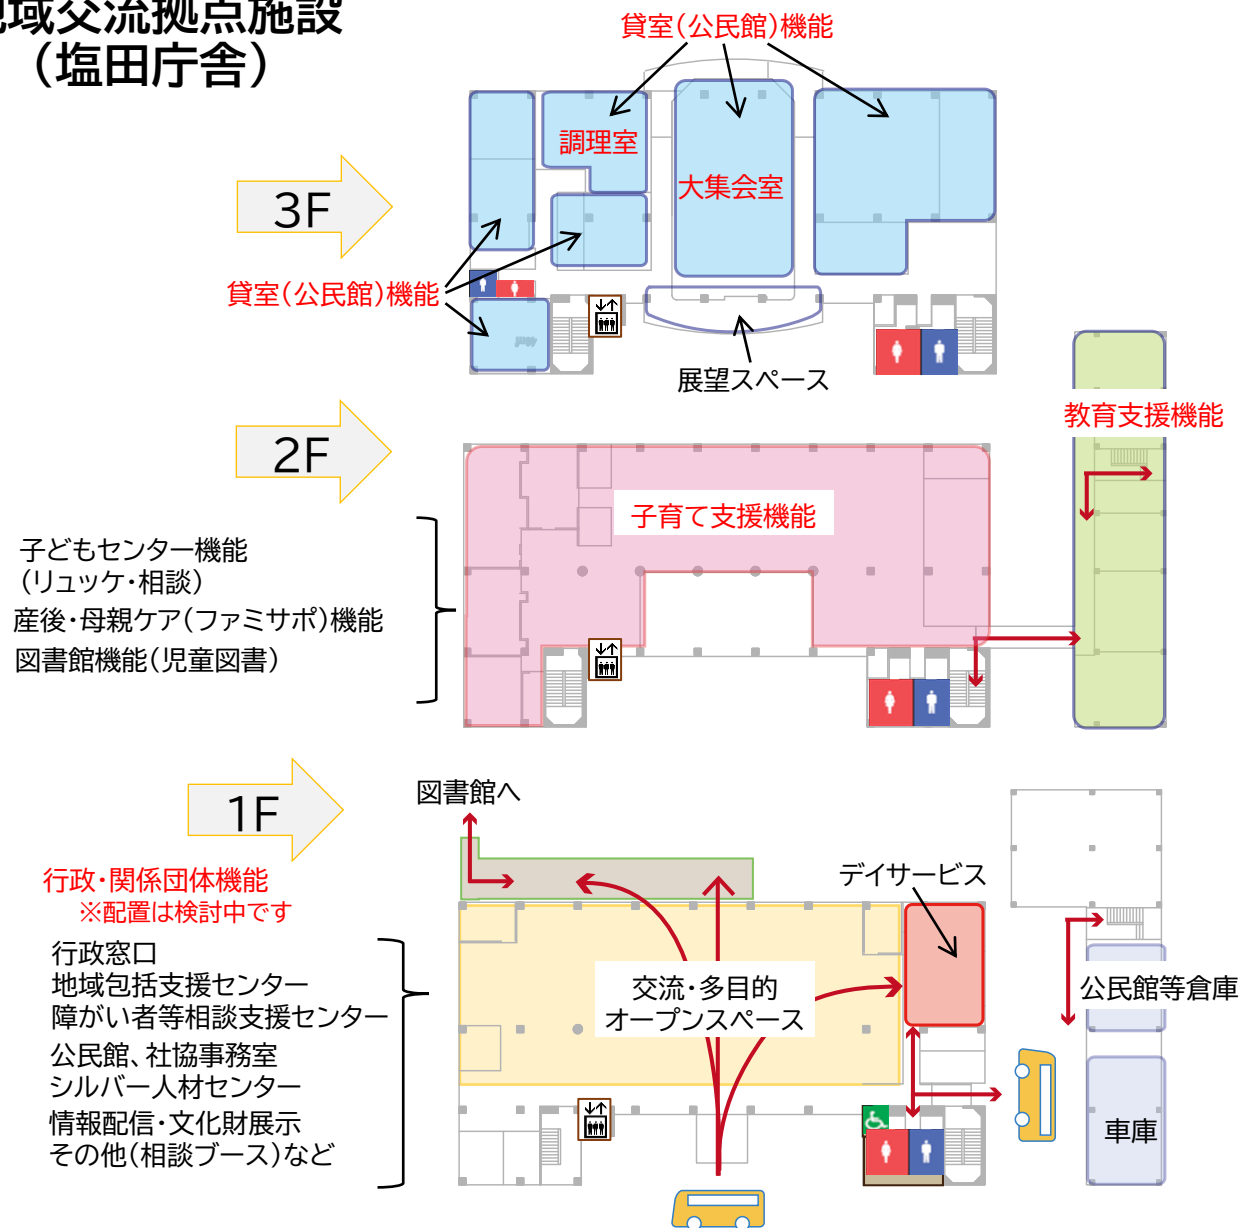 域交流拠点施設
（塩田庁舎）
貸室（公民館）機能
調理室
大集会室
3F
貸室（公民館）機能
展望スペース
教育支援機能
2F
子育て支援機能
子どもセンター機能
（リュッケ・相談）
産後・母親ケア（ファミサポ）機能
図書館機能（児童図書）
1F
図書館へ
行政・関係団体機能
※配置は検討中です
デイサービス
行政窓口
地域包括支援センター
障がい者等相談支援センター
公民館、社協事務室
シルバー人材センター
情報配信・文化財展示
その他（相談ブース）など
交流・多目的
オープンスペース
公民館等倉庫
車庫